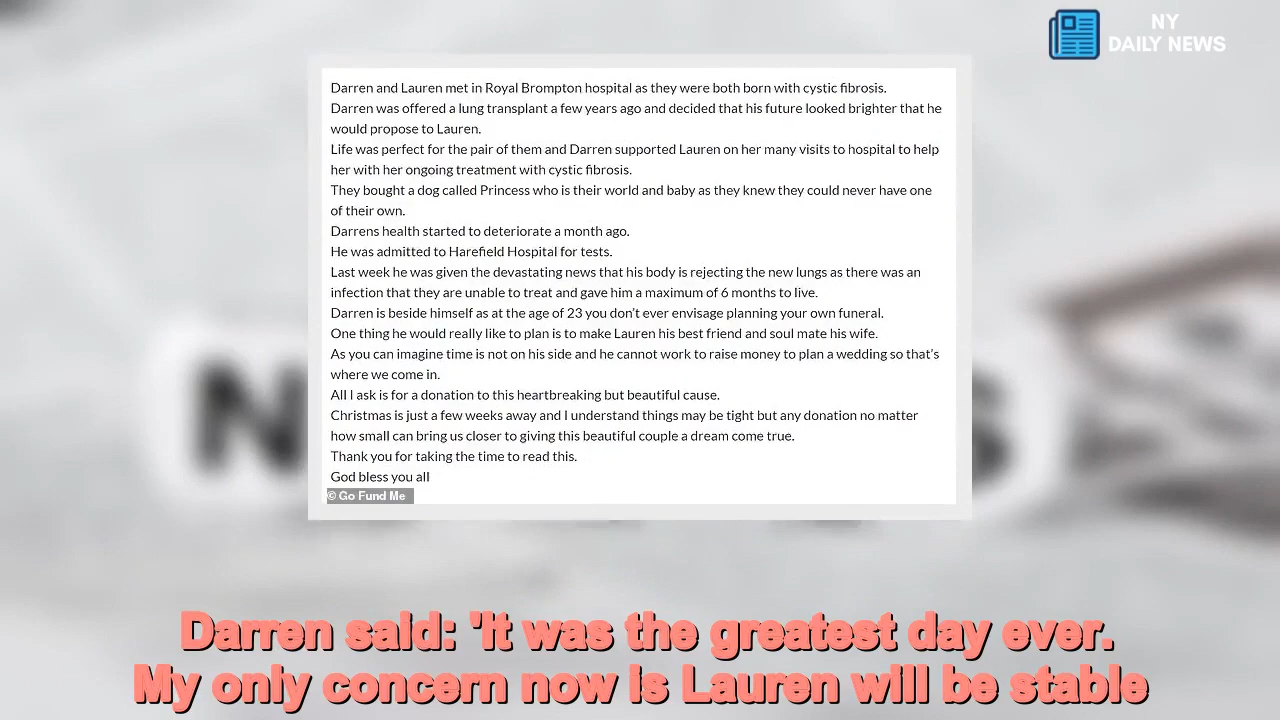 NY
DAILY NEWS
Darren and Lauren met in Royal Brompton hospital as they were both born with cystic fibrosis.
Darren was offered a lung transplant a few years ago and decided that his future looked brighter that he
would propose to Lauren.
Life was perfect for the pair of them and Darren supported Lauren on her many visits to hospital to help
her with her ongoing treatment with cystic fibrosis.
They bought a dog called Princess who is their world and baby as they knew they could never have one
of their own.
Darrens health started to deteriorate a month ago.
He was admitted to Harefield Hospital for tests.
Last week he was given the devastating news that his body is rejecting the new lungs as there was an
infection that they are unable to treat and gave him a maximum of 6 months to live.
Darren is beside himself as at the age of 23 you don't ever envisage planning your own funeral.
One thing he would really like to plan is to make Lauren his best friend and soul mate his wife.
As you can imagine time is not on his side and he cannot work to raise money to plan a wedding so that's
where we come in.
All I ask is for a donation to this heartbreaking but beautiful cause.
Christmas is just a few weeks away and I understand things may be tight but any donation no matter
how small can bring us closer to giving this beautiful couple a dream come true.
Thank you for taking the time to read this.
God bless you all
© Go Fund Me
Darren said: 'It was the greatest day ever.
My only concern now is Lauren will be stable